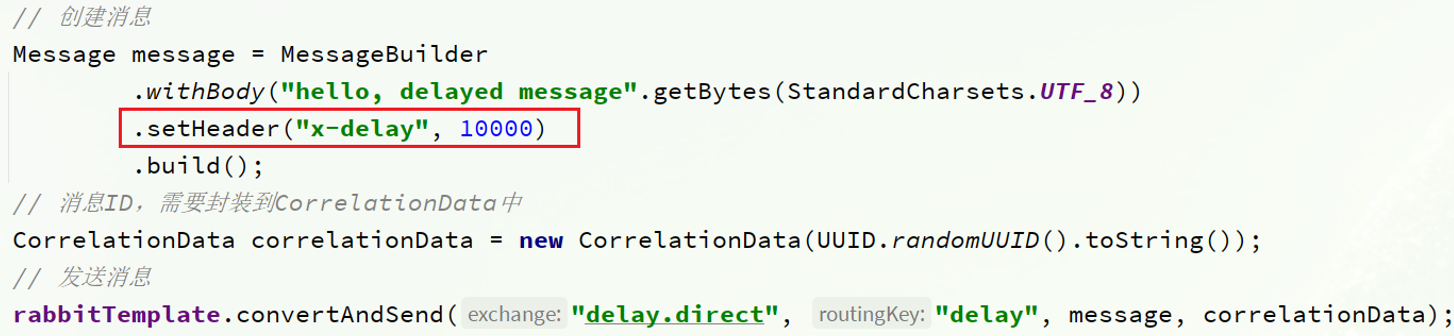 // 创建消息
Message message = MessageBuilder
.withBody("hello, delayed message".getBytes(StandardCharsets.UTF_8))
.setHeader("x-delay", 10000)
.build();
// 消息ID，需要封装到CorrelationData中
CorrelationData correlationData = new CorrelationData(UUID.randomUUID().toString());
// 发送消息
rabbitTemplate.convertAndSend( exchange: "delay.direct", routingKey: "delay", message, correlationData);